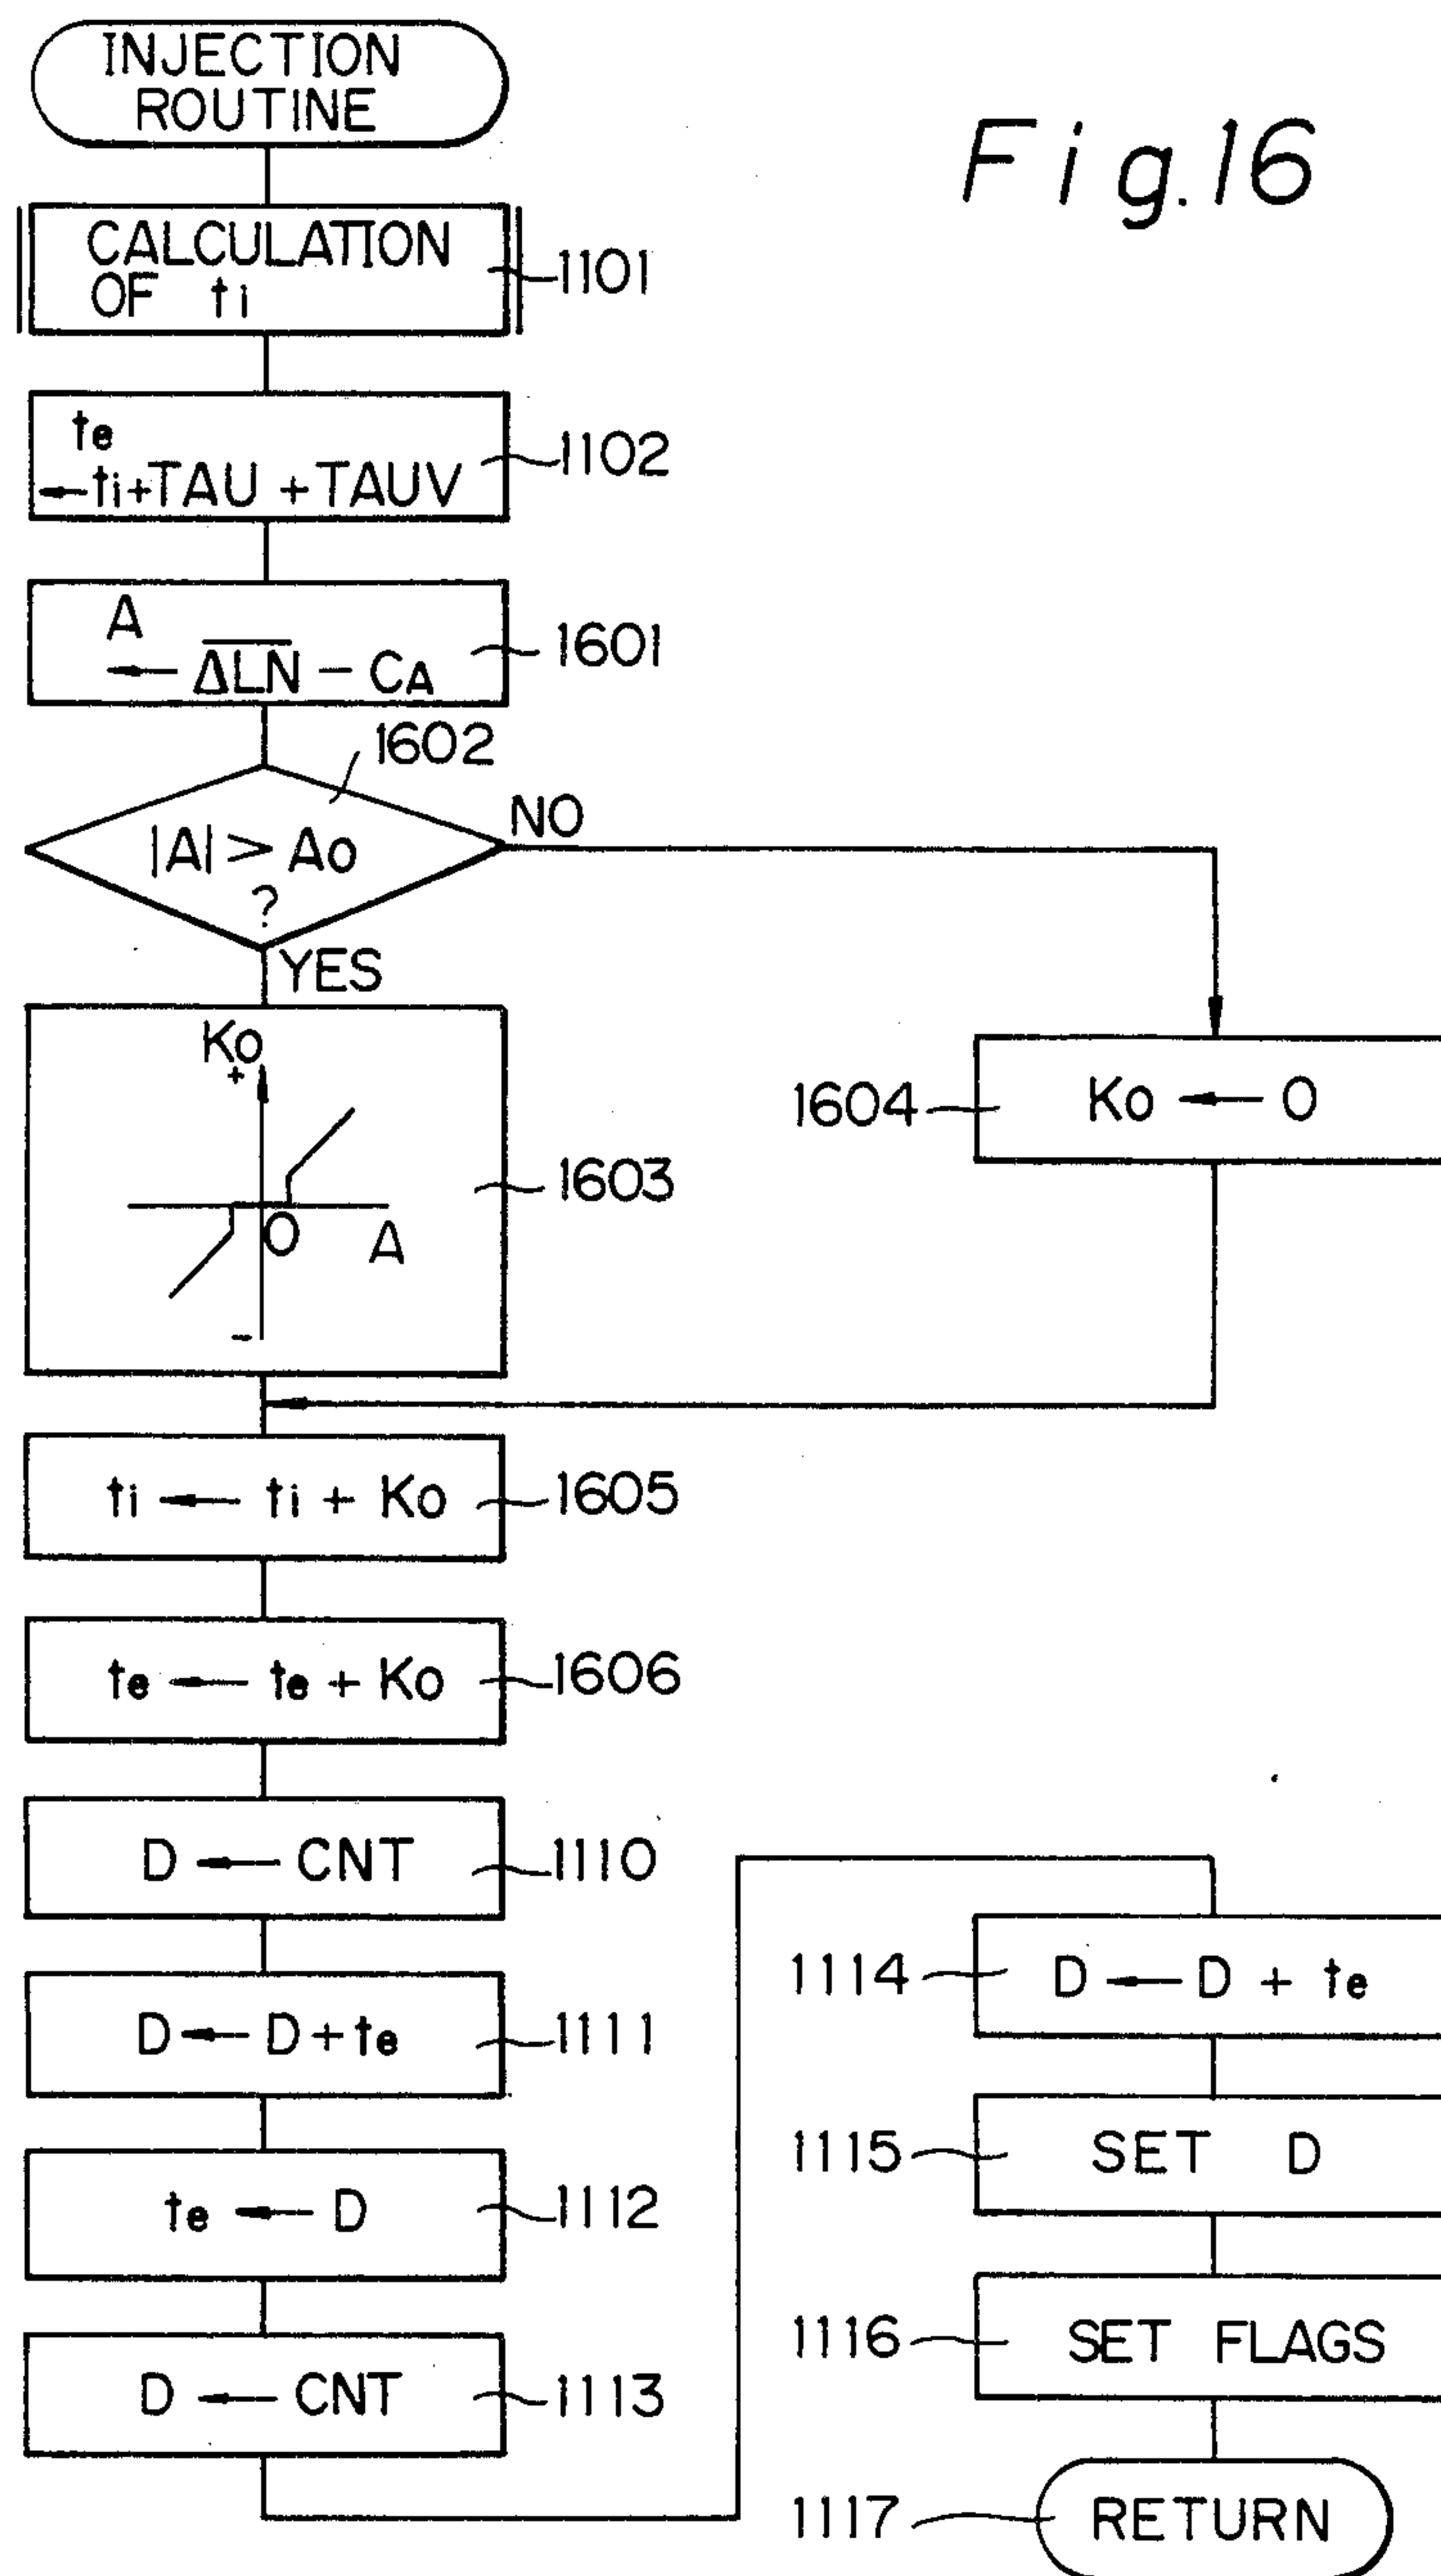 Fig.16
INJECTION
ROUTINE
CALCULATION
OF ti
1101
te
←ti+TAU+TAUV
1102
A
← \overline{ΔLN} − CA
1601
1602
|A| > Ao
?
NO
YES
Ko
+
O
A
−
1603
1604
Ko ← O
ti ← ti + Ko
1605
te ← te + Ko
1606
D ← CNT
1110
D ← D + te
1111
te ← D
1112
D ← CNT
1113
1114
D ← D + te
1115
SET D
1116
SET FLAGS
1117
RETURN